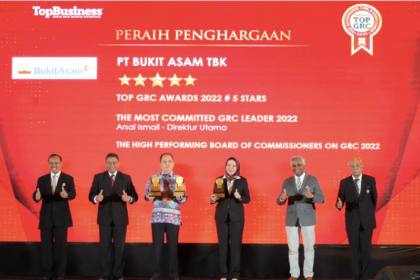 TopBusiness
PERAIH PENGHARGAAN
TOP
GRC
BukitAsam
PT BUKIT ASAM TBK
TOP GRC AWARDS 2022 # 5 STARS
THE MOST COMMITTED GRC LEADER 2022
Arsal Ismail - Direktur Utama
THE HIGH PERFORMING BOARD OF COMMISSIONERS ON GRC 2022